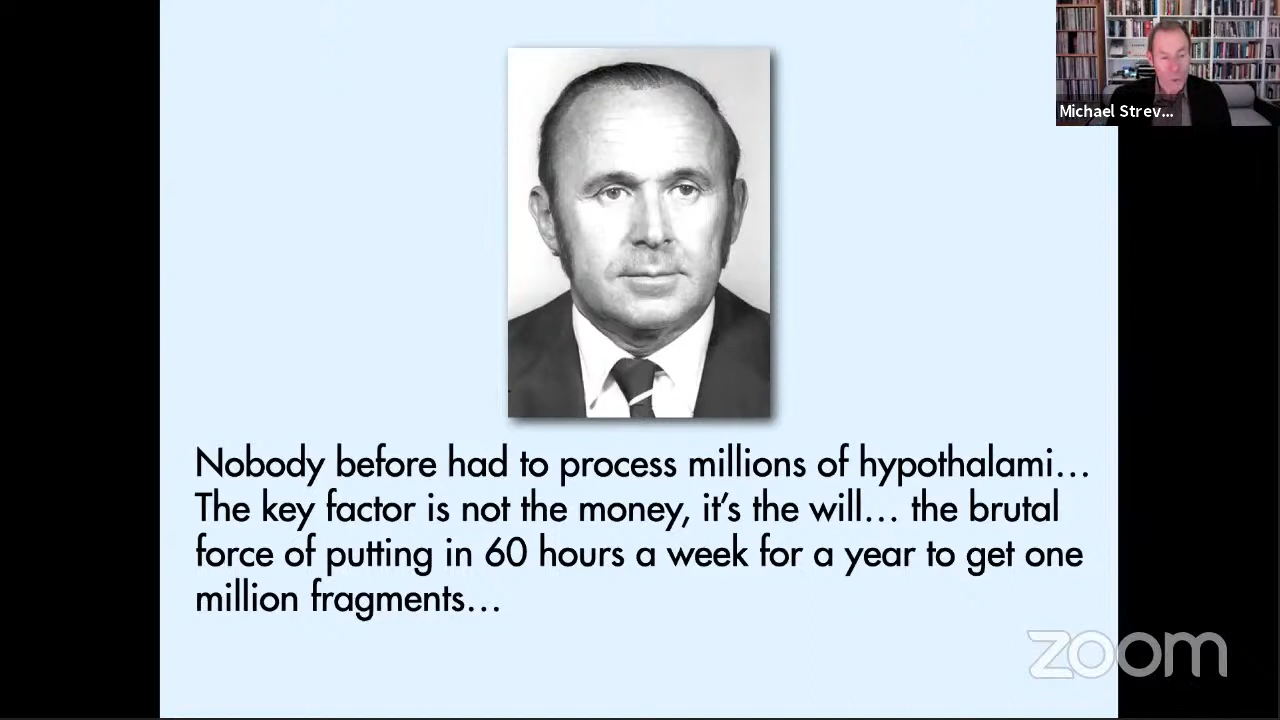 Michael Strev...
Nobody before had to process millions of hypothalami…
The key factor is not the money, it’s the will… the brutal
force of putting in 60 hours a week for a year to get one
million fragments…
zoom